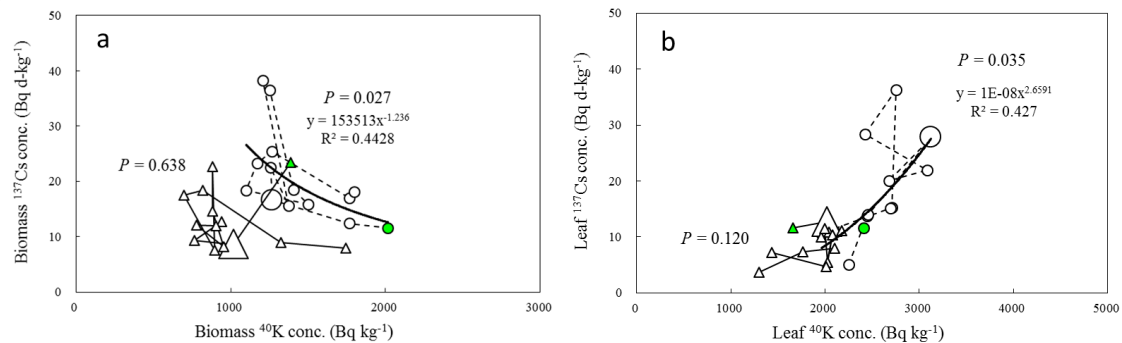 a
50
40
30
20
10
0
0
1000
2000
3000
Biomass ¹³⁷Cs conc. (Bq d-kg⁻¹)
Biomass ⁴⁰K conc. (Bq kg⁻¹)
P = 0.027
y = 153513x⁻¹·²³⁶
R² = 0.4428
P = 0.638
b
50
40
30
20
10
0
0
1000
2000
3000
4000
5000
Leaf ¹³⁷Cs conc. (Bq d-kg⁻¹)
Leaf ⁴⁰K conc. (Bq kg⁻¹)
P = 0.035
y = 1E-08x²·⁶⁵⁹¹
R² = 0.427
P = 0.120